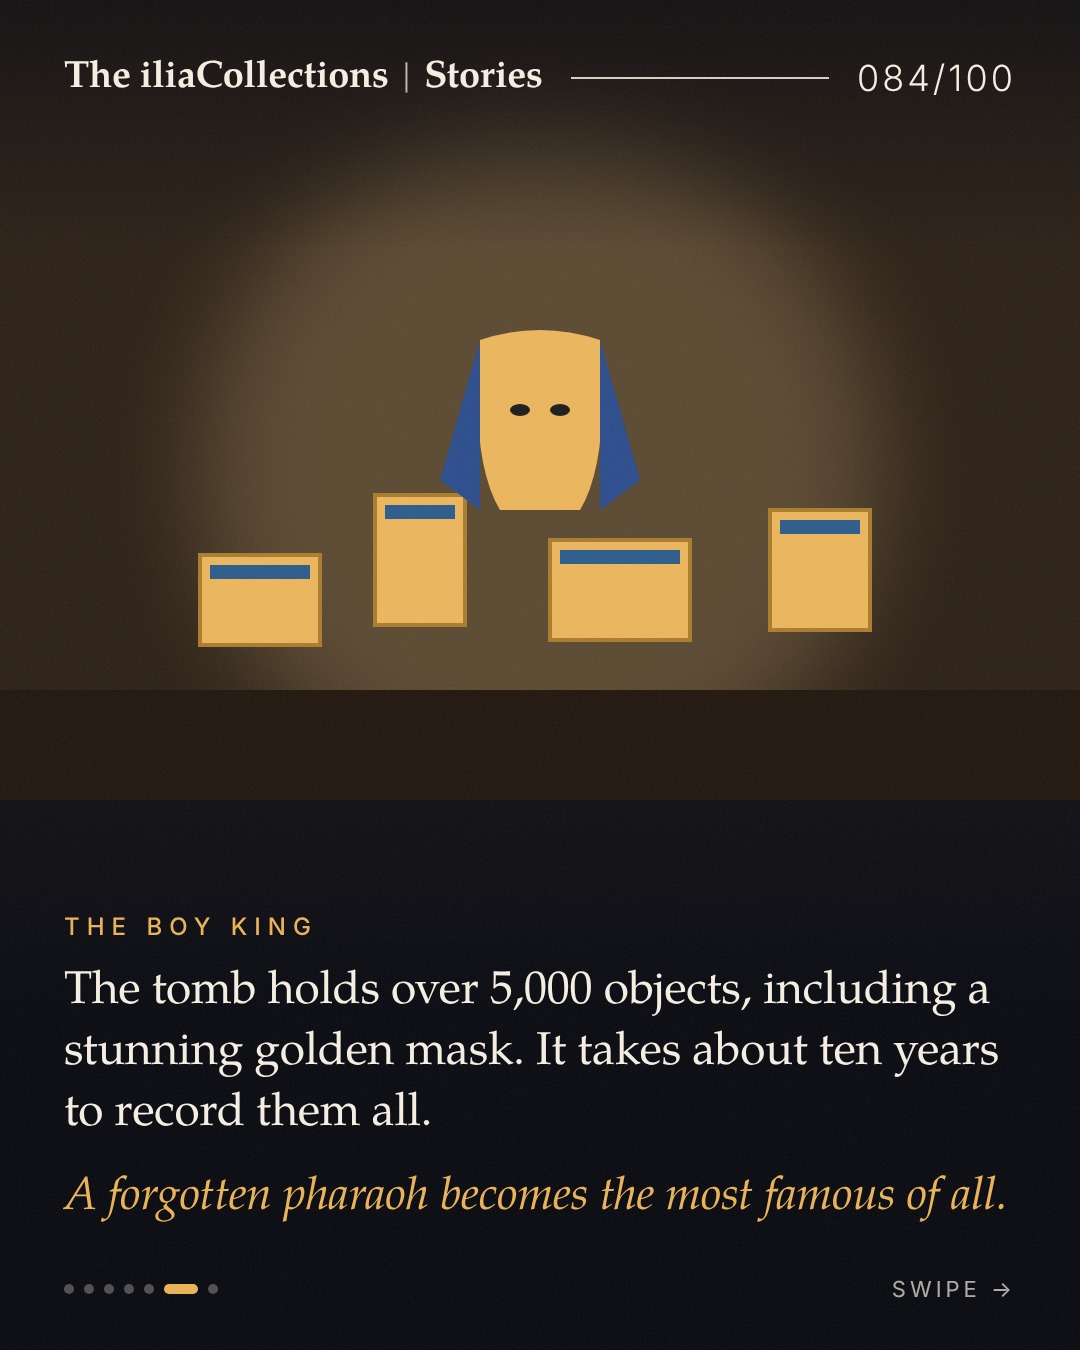 The iliaCollections | Stories 084/100
THE BOY KING
The tomb holds over 5,000 objects, including a
stunning golden mask. It takes about ten years
to record them all.
A forgotten pharaoh becomes the most famous of all.
SWIPE →